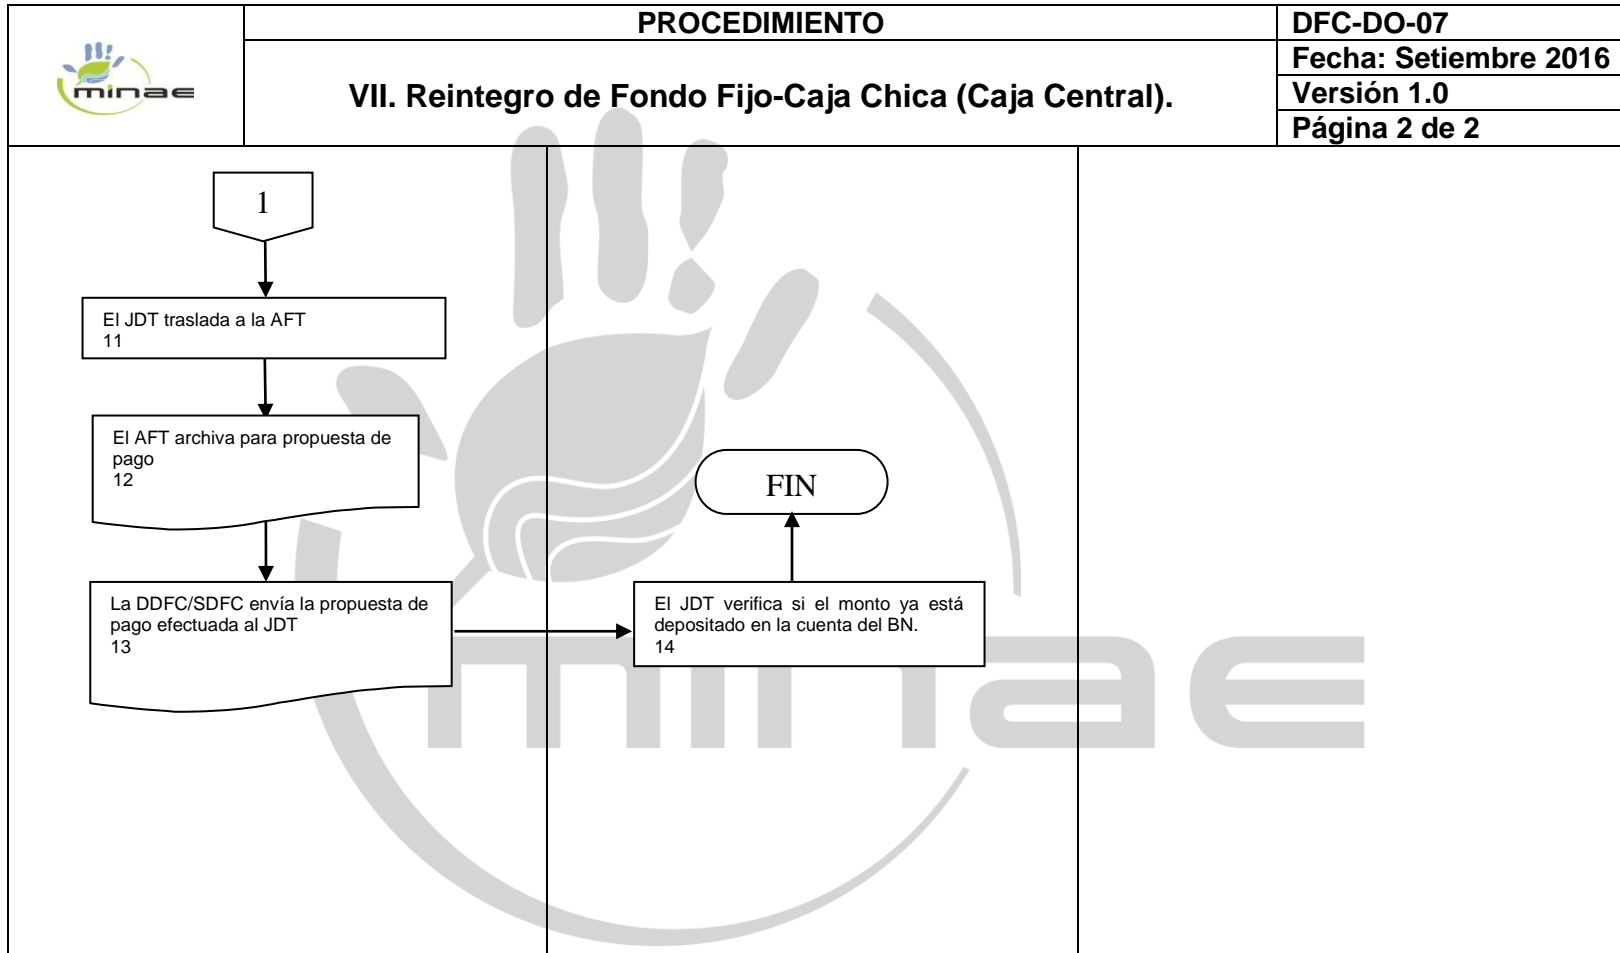 minae
PROCEDIMIENTO
VII. Reintegro de Fondo Fijo-Caja Chica (Caja Central).
DFC-DO-07
Fecha: Setiembre 2016
Versión 1.0
Página 2 de 2
1
El JDT traslada a la AFT
11
El AFT archiva para propuesta de
pago
12
La DDFC/SDFC envía la propuesta de
pago efectuada al JDT
13
FIN
El JDT verifica si el monto ya está
depositado en la cuenta del BN.
14
minae